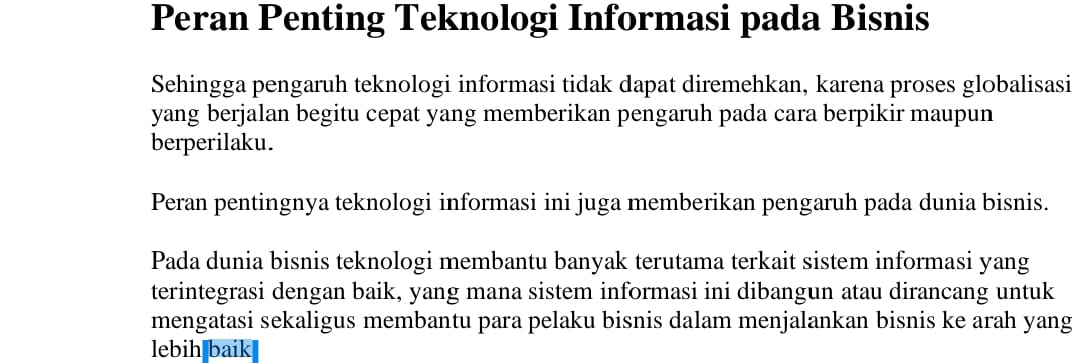 Peran Penting Teknologi Informasi pada Bisnis
Sehingga pengaruh teknologi informasi tidak dapat diremehkan, karena proses globalisasi
yang berjalan begitu cepat yang memberikan pengaruh pada cara berpikir maupun
berperilaku.
Peran pentingnya teknologi informasi ini juga memberikan pengaruh pada dunia bisnis.
Pada dunia bisnis teknologi membantu banyak terutama terkait sistem informasi yang
terintegrasi dengan baik, yang mana sistem informasi ini dibangun atau dirancang untuk
mengatasi sekaligus membantu para pelaku bisnis dalam menjalankan bisnis ke arah yang
lebih baik